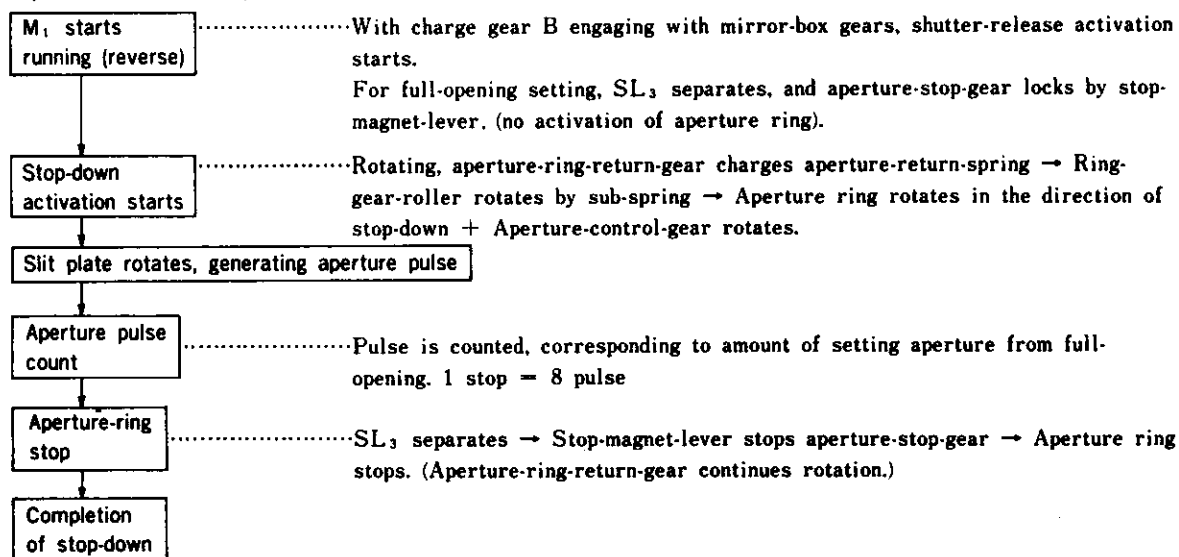 M₁ starts
running (reverse)
With charge gear B engaging with mirror-box gears, shutter-release activation
starts.
For full-opening setting, SL₃ separates, and aperture-stop-gear locks by stop-
magnet-lever. (no activation of aperture ring).
Stop-down
activation starts
Rotating, aperture-ring-return-gear charges aperture-return-spring → Ring-
gear-roller rotates by sub-spring → Aperture ring rotates in the direction of
stop-down + Aperture-control-gear rotates.
Slit plate rotates, generating aperture pulse
Aperture pulse
count
Pulse is counted, corresponding to amount of setting aperture from full-
opening. 1 stop = 8 pulse
Aperture-ring
stop
SL₃ separates → Stop-magnet-lever stops aperture-stop-gear → Aperture ring
stops. (Aperture-ring-return-gear continues rotation.)
Completion
of stop-down